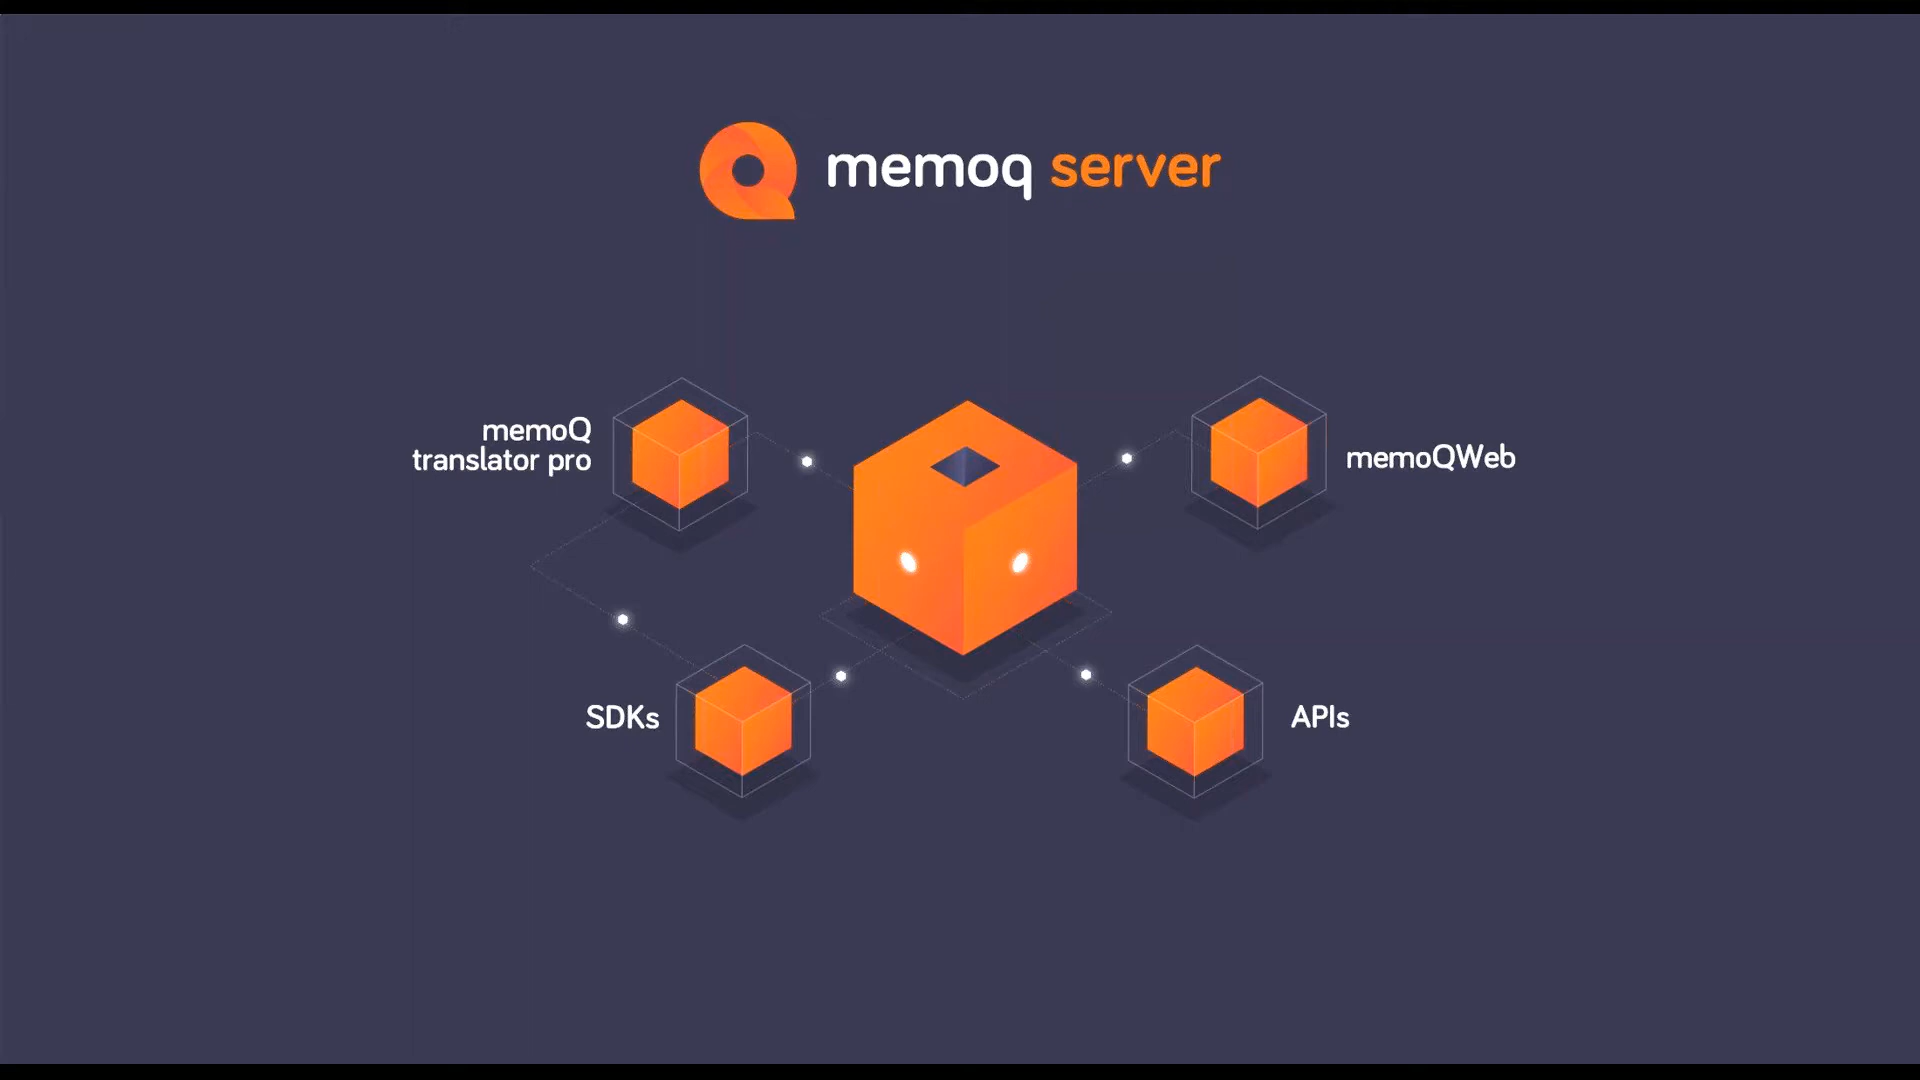 memoq server
memoQ
translator pro
memoQWeb
SDKs
APIs